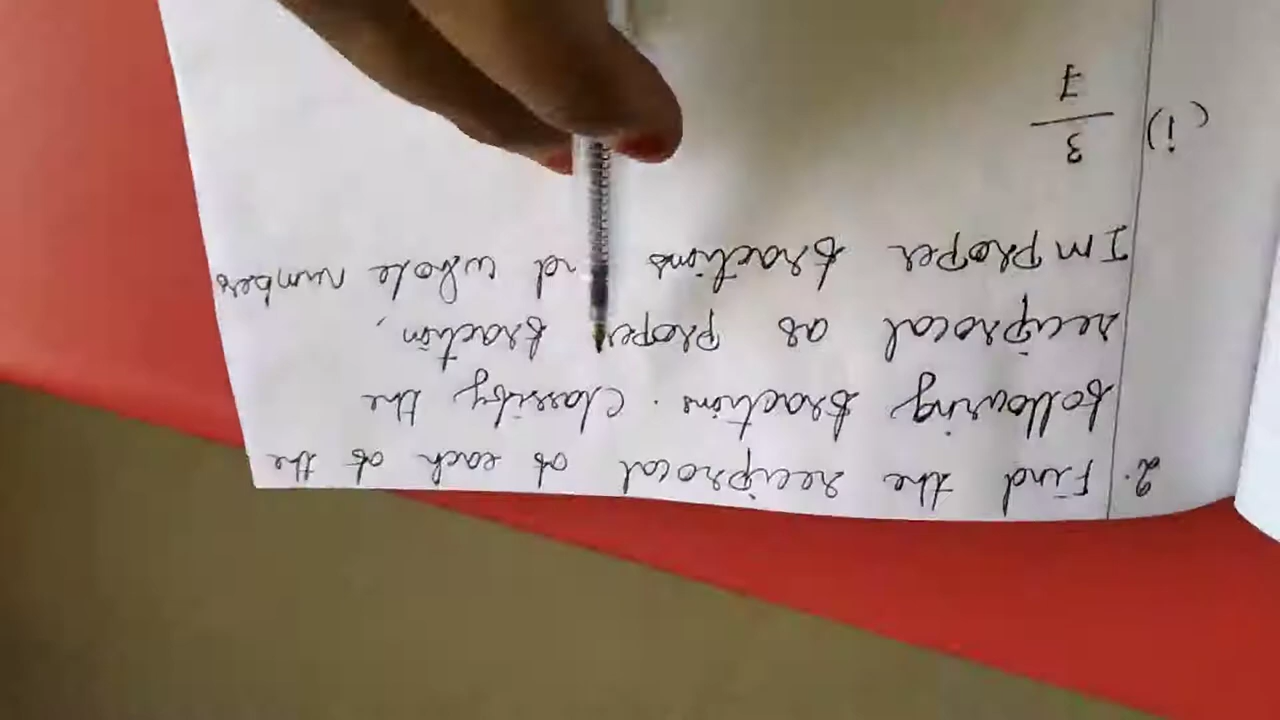 2. Find the reciprocal of each of the
following fractions. Classify the
reciprocal as proper fraction,
Improper fractions nd whole numbers
(i) 3
7